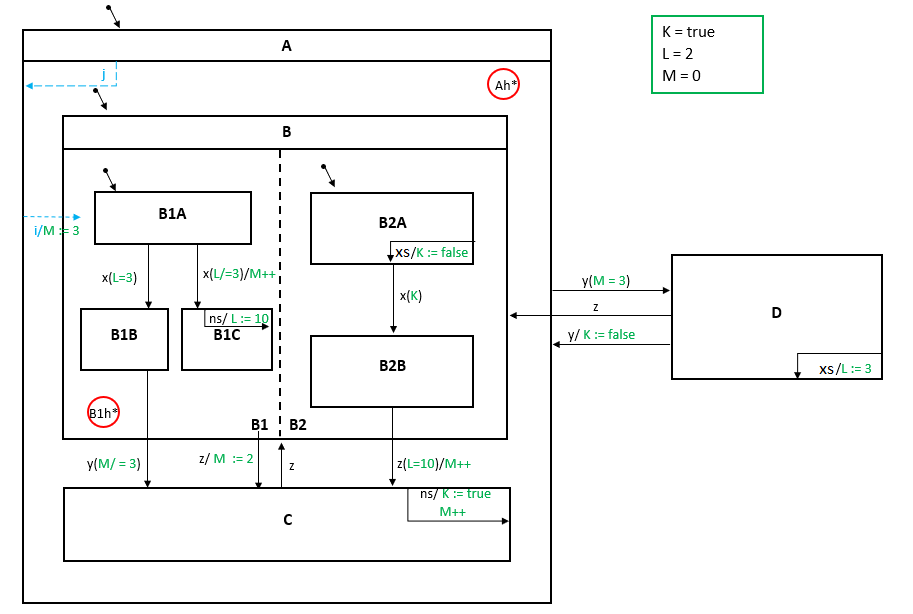 A
K = true
L = 2
M = 0
j
Ah*
B
B1A
B2A
i/M := 3
xs/K := false
x(L=3)
x(L/=3)/M++
y(M = 3)
x(K)
z
D
ns/ L := 10
B1B
B1C
y/ K := false
B2B
xs/L := 3
B1h*
B1
B2
y(M/ = 3)
z/ M := 2
z
z(L=10)/M++
ns/ K := true
M++
C